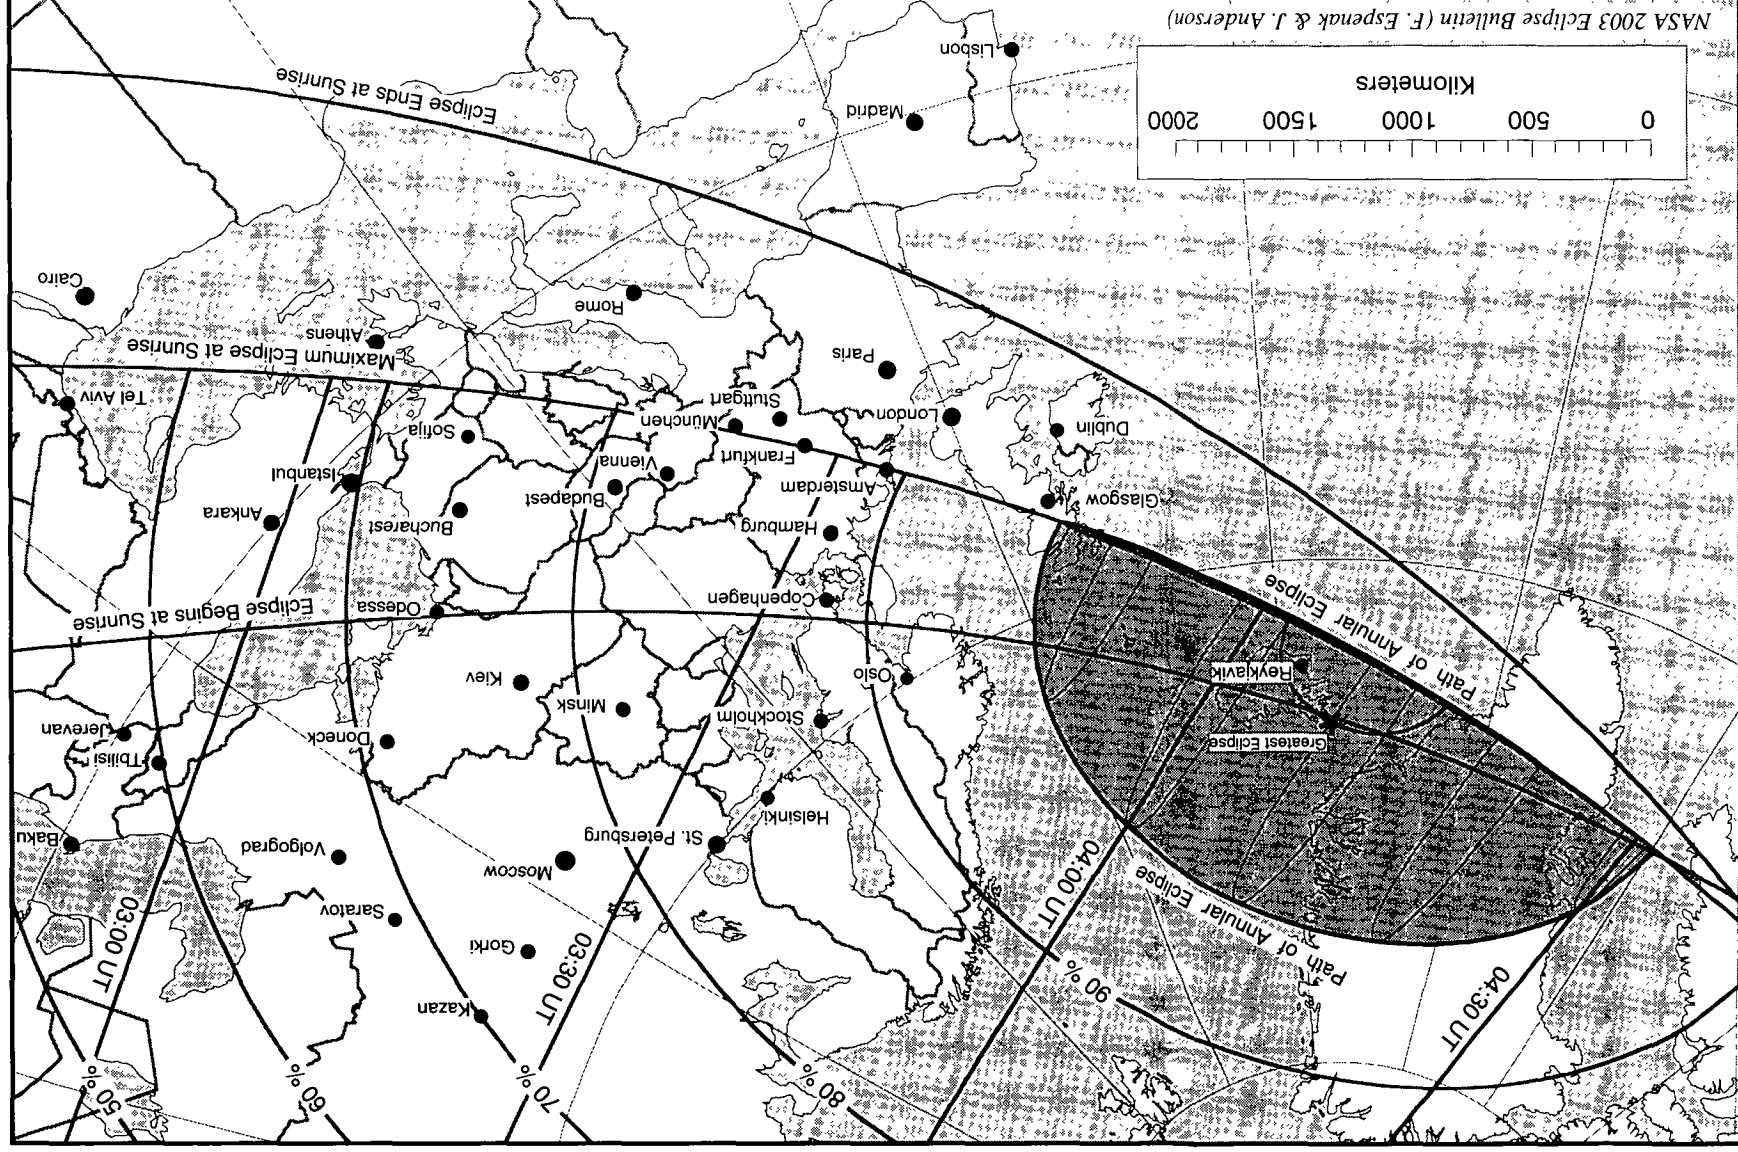 50 %
60 %
70 %
80 %
90 %
04:30 UT
04:00 UT
03:30 UT
03:00 UT
Path of Annular Eclipse
Path of Annular Eclipse
Greatest Eclipse
Reykjavik
Kazan
Gorki
Saratov
Moscow
Volgograd
Baku
St. Petersburg
Helsinki
Tbilisi
Jerevan
Doneck
Stockholm
Minsk
Kiev
Oslo
Eclipse Begins at Sunrise
Odessa
Copenhagen
Hamburg
Ankara
Bucharest
Budapest
Istanbul
Vienna
Amsterdam
Glasgow
Frankfurt
Sofija
München
Dublin
London
Stuttgart
Tel Aviv
Paris
Maximum Eclipse at Sunrise
Athens
Rome
Cairo
Madrid
Eclipse Ends at Sunrise
Lisbon
0 500 1000 1500 2000
Kilometers
NASA 2003 Eclipse Bulletin (F. Espenak & J. Anderson)